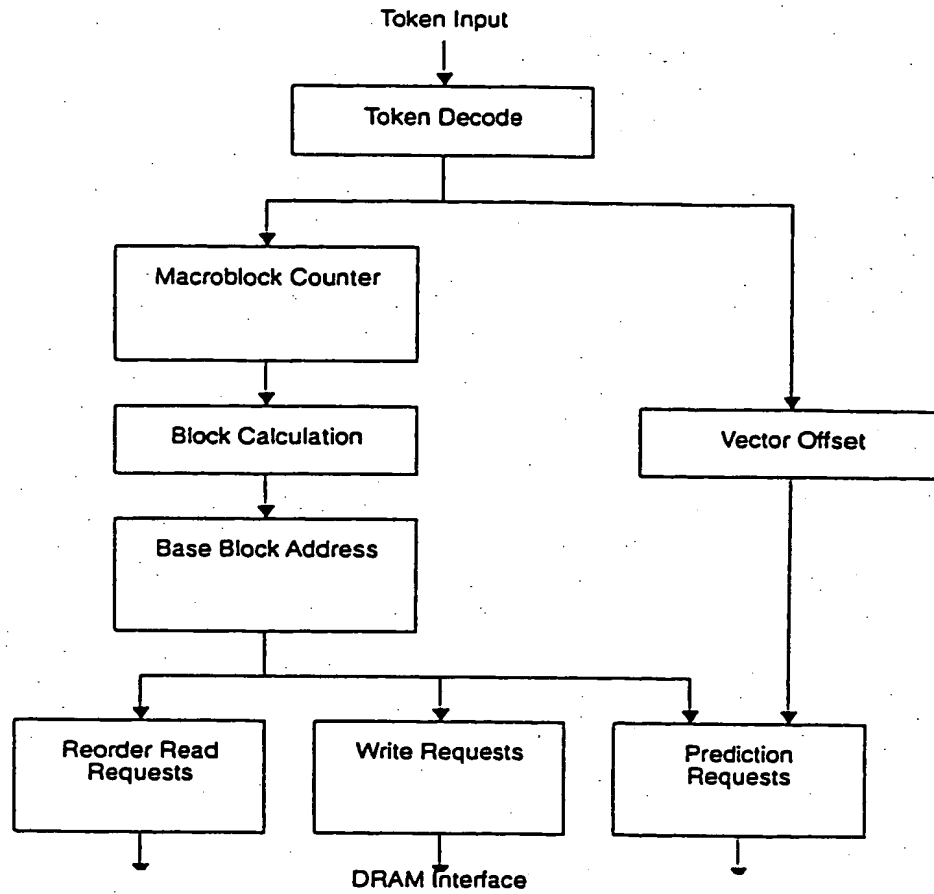 Token Input
Token Decode
Macroblock Counter
Block Calculation
Vector Offset
Base Block Address
Reorder Read
Requests
Write Requests
Prediction
Requests
DRAM Interface